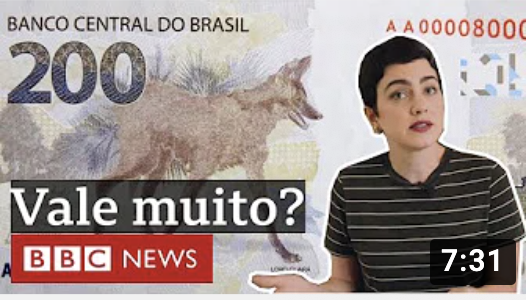 BANCO CENTRAL DO BRASIL
AA00008000
200
Vale muito?
BBC NEWS
7:31